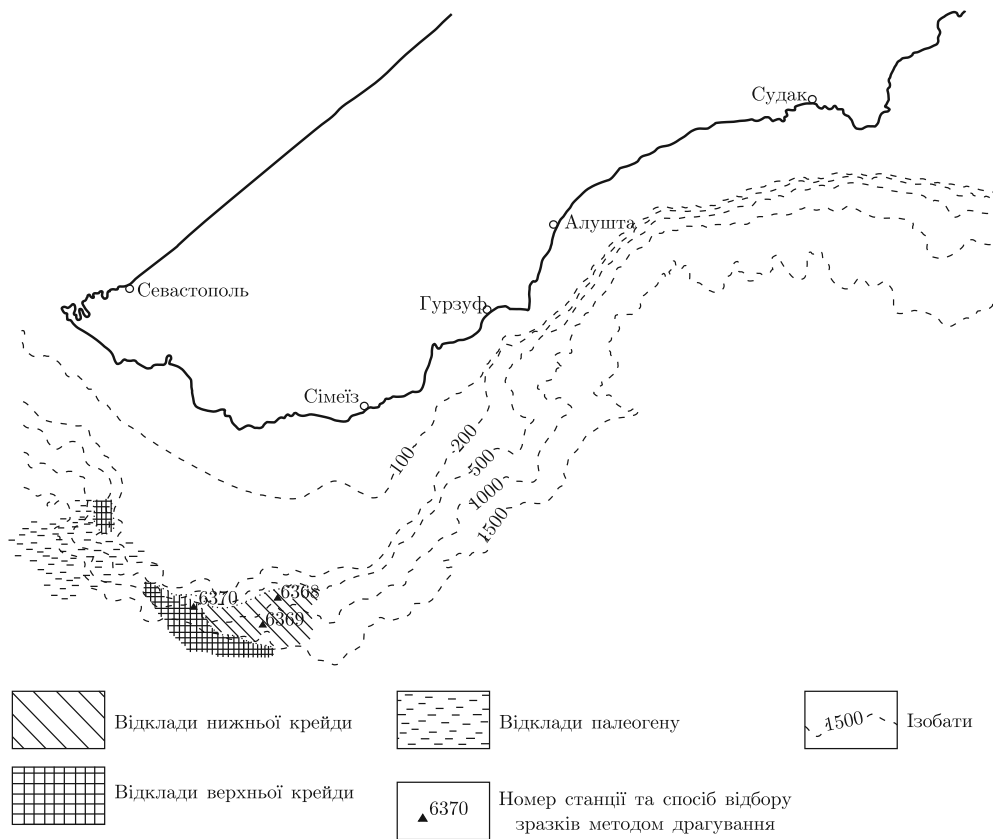 Судак
Алушта
Севастополь
Гурзуф
Сімеїз
100
200
500
1000
1500
6370
6368
6369
Відклади нижньої крейди
Відклади палеогену
1500
Ізобати
Відклади верхньої крейди
6370
Номер станції та спосіб відбору
зразків методом драгування